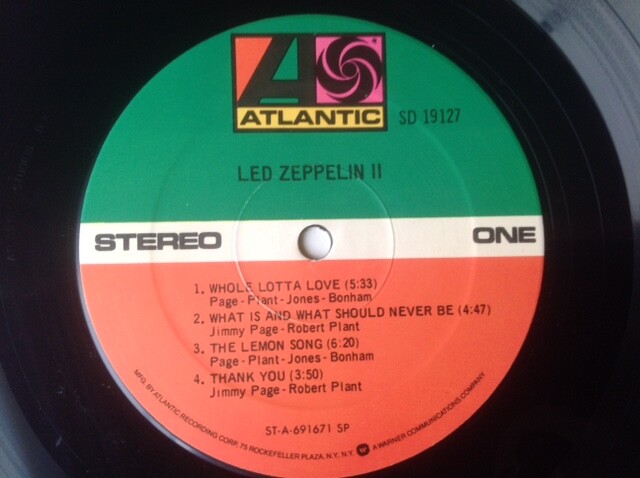 ATLANTIC
SD 19127
LED ZEPPELIN II
STEREO
ONE
1. WHOLE LOTTA LOVE (5:33)
Page - Plant - Jones - Bonham
2. WHAT IS AND WHAT SHOULD NEVER BE (4:47)
Jimmy Page - Robert Plant
3. THE LEMON SONG (6:20)
Page - Plant - Jones - Bonham
4. THANK YOU (3:50)
Jimmy Page - Robert Plant
ST-A-691671 SP
MFG. BY ATLANTIC RECORDING CORP. 75 ROCKEFELLER PLAZA, N.Y., N.Y. W A WARNER COMMUNICATIONS COMPANY